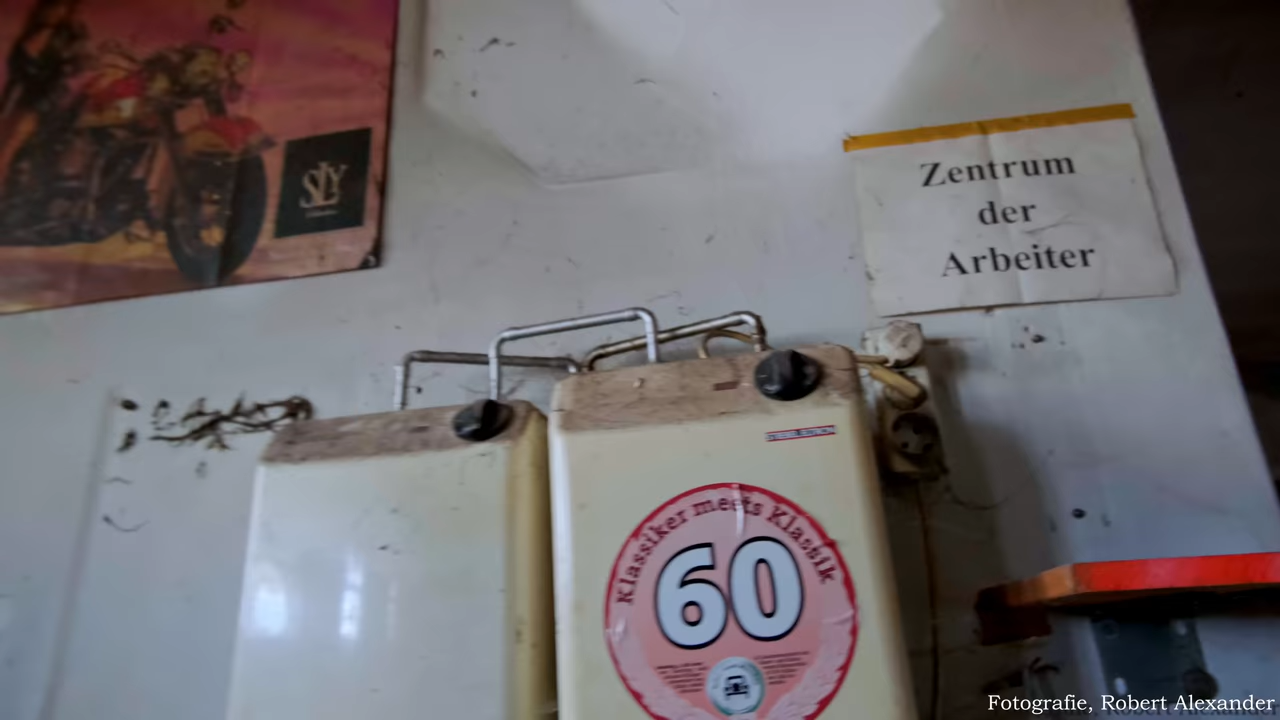 SLY
Zentrum
der
Arbeiter
Klassiker meets Klassik
60
Fotografie, Robert Alexander